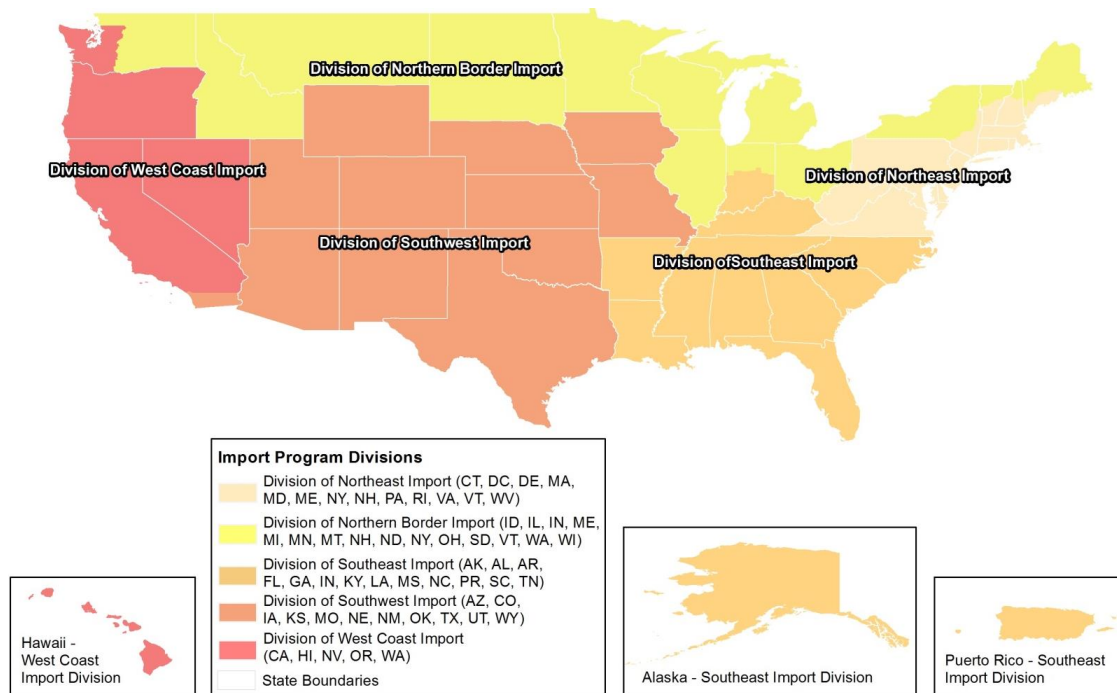 Division of Northern Border Import
Division of West Coast Import
Division of Northeast Import
Division of Southwest Import
Division ofSoutheast Import
Import Program Divisions
Division of Northeast Import (CT, DC, DE, MA,
MD, ME, NY, NH, PA, RI, VA, VT, WV)
Division of Northern Border Import (ID, IL, IN, ME,
MI, MN, MT, NH, ND, NY, OH, SD, VT, WA, WI)
Division of Southeast Import (AK, AL, AR,
FL, GA, IN, KY, LA, MS, NC, PR, SC, TN)
Division of Southwest Import (AZ, CO,
IA, KS, MO, NE, NM, OK, TX, UT, WY)
Division of West Coast Import
(CA, HI, NV, OR, WA)
State Boundaries
Hawaii -
West Coast
Import Division
Alaska - Southeast Import Division
Puerto Rico - Southeast
Import Division